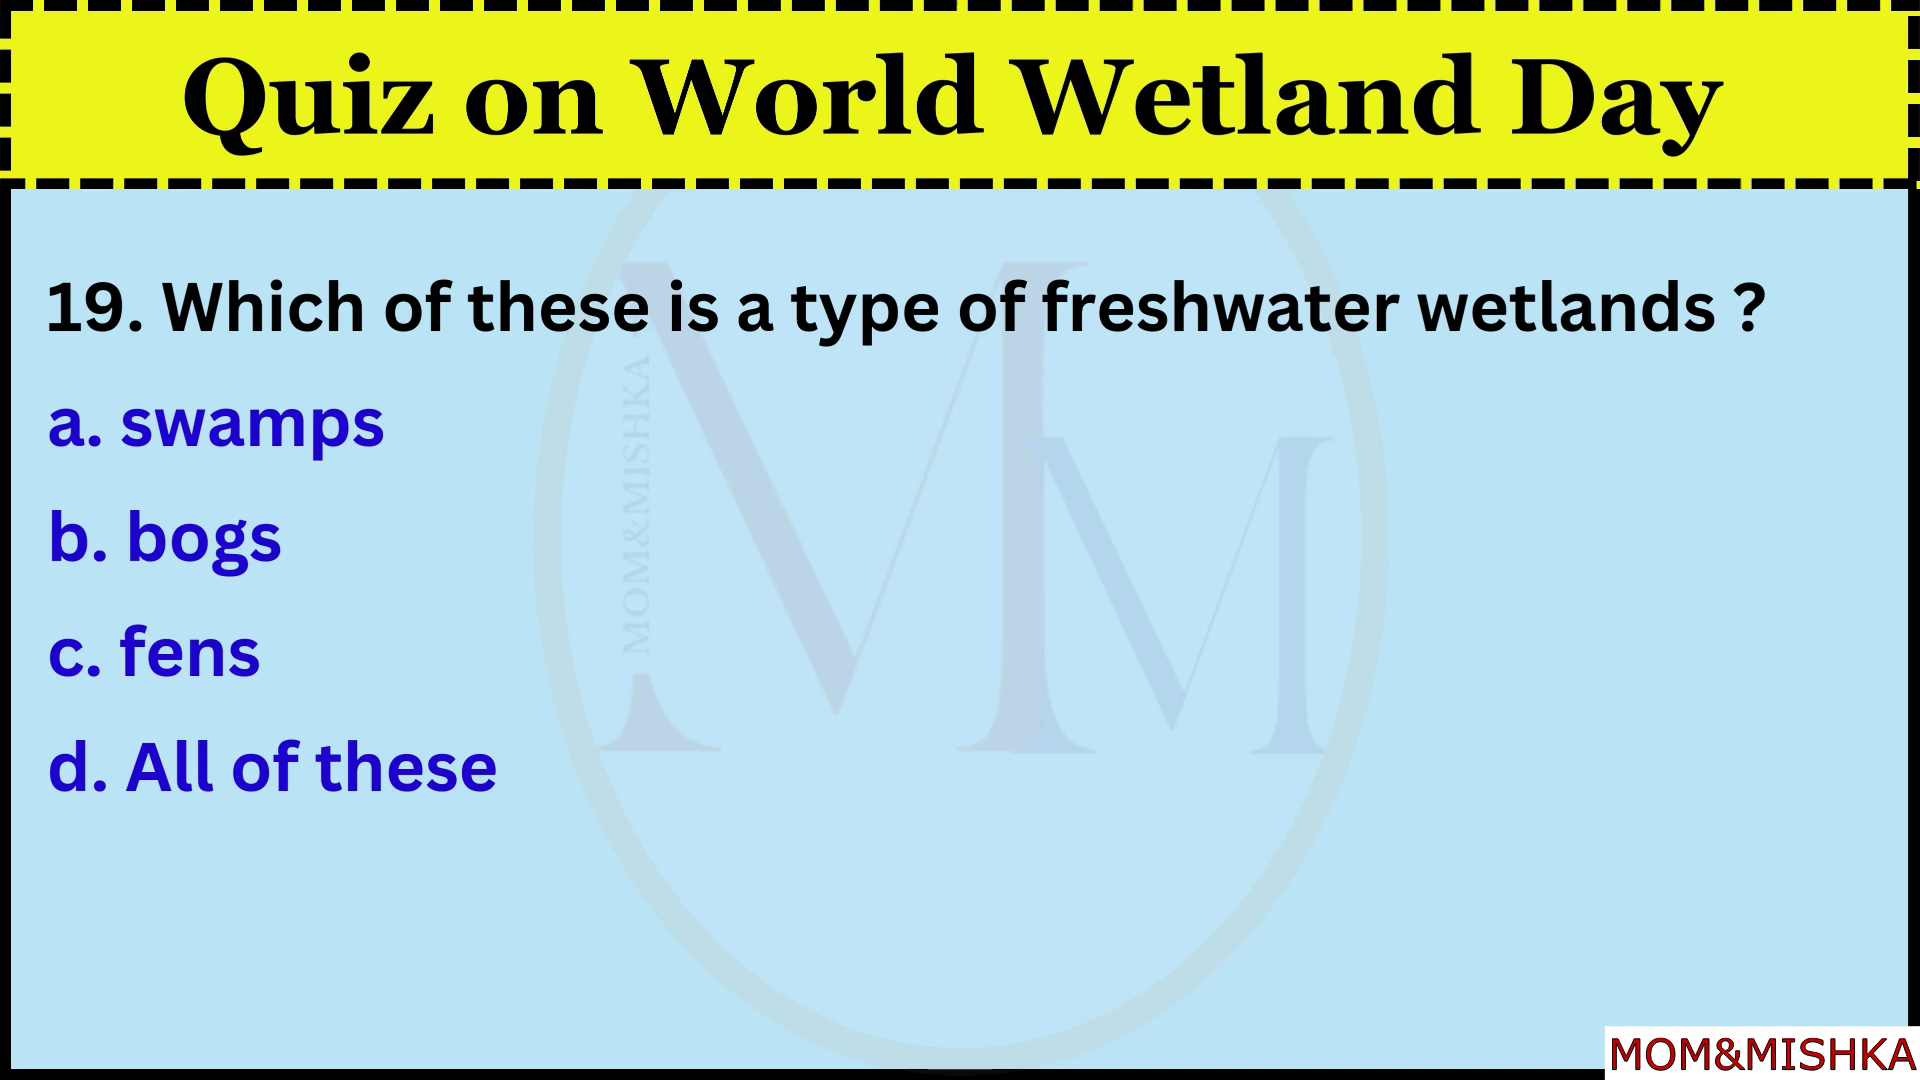 Quiz on World Wetland Day
19. Which of these is a type of freshwater wetlands ?
a. swamps
b. bogs
c. fens
d. All of these
MOM&MISHKA
MM
MOM&MISHKA